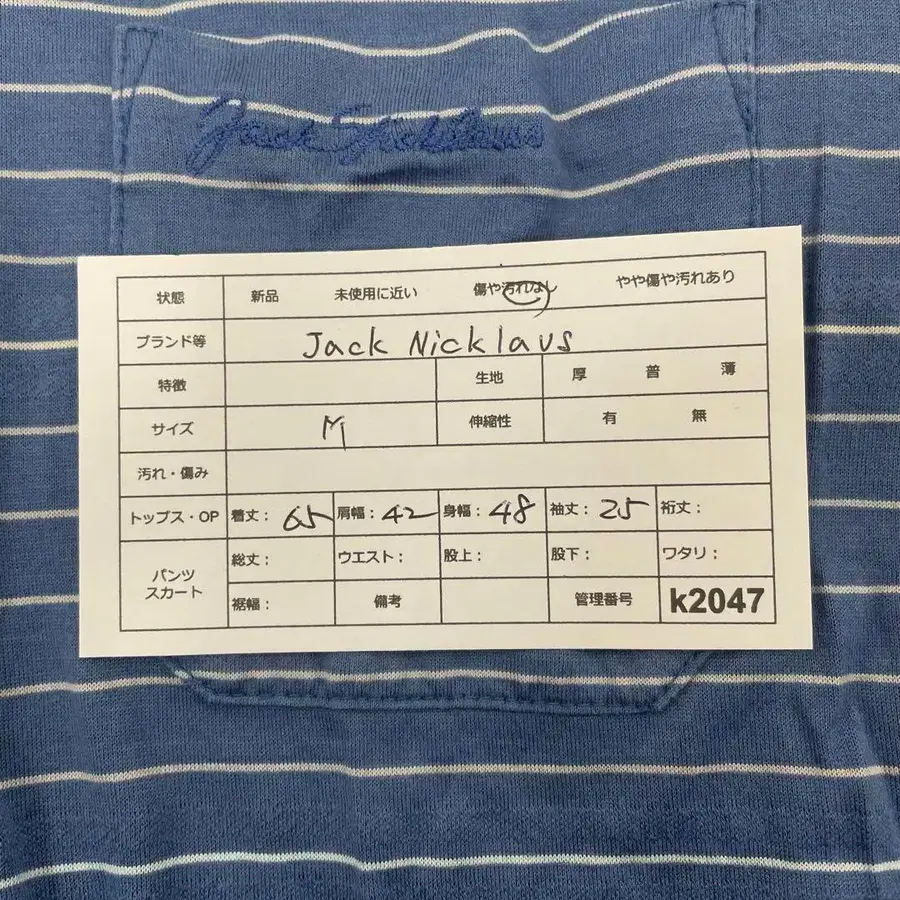 Jack Nicklaus
状態 新品 未使用に近い 傷や汚れなし やや傷や汚れあり
ブランド等 Jack Nicklaus
特徴 生地 厚 普 薄
サイズ M 伸縮性 有 無
汚れ・傷み
トップス・OP 着丈: 65 肩幅: 42 身幅: 48 袖丈: 25 裄丈:
パンツ スカート 総丈: ウエスト: 股上: 股下: ワタリ:
裾幅: 備考 管理番号 k2047